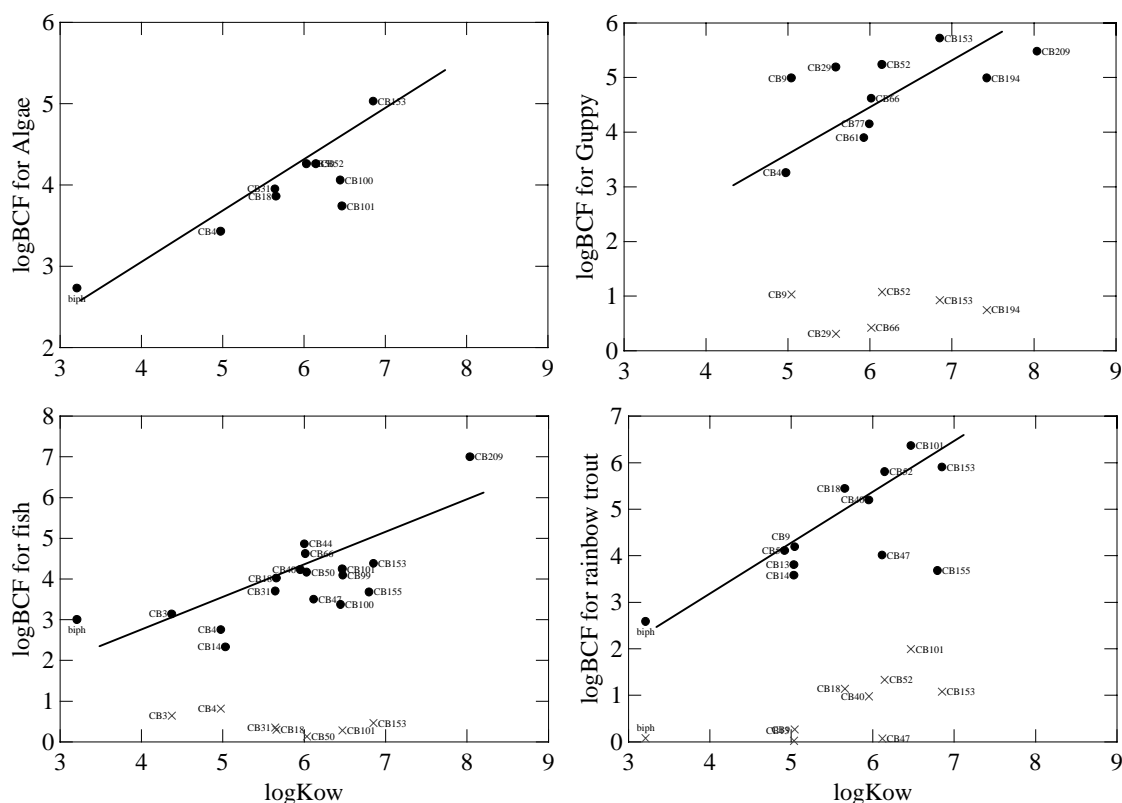 logBCF for Algae
6
5
4
3
2
CB153
CB52
CB31
CB18
CB100
CB101
CB4
biph
3 4 5 6 7 8 9
logBCF for Guppy
6
5
4
3
2
1
0
CB153
CB209
CB9
CB29
CB52
CB194
CB66
CB77
CB61
CB4
CB9
CB52
CB153
CB194
CB29
CB66
3 4 5 6 7 8 9
logBCF for fish
8
7
6
5
4
3
2
1
0
CB209
CB44
CB66
CB40
CB50
CB101
CB99
CB153
CB18
CB31
CB47
CB100
CB155
CB3
biph
CB4
CB14
CB3
CB4
CB31
CB18
CB50
CB101
CB153
3 4 5 6 7 8 9
logKow
logBCF for rainbow trout
7
6
5
4
3
2
1
0
CB101
CB52
CB153
CB18
CB40
CB9
CB5
CB47
CB13
CB14
CB155
biph
CB101
CB18
CB52
CB40
CB153
biph
CB9
CB47
3 4 5 6 7 8 9
logKow